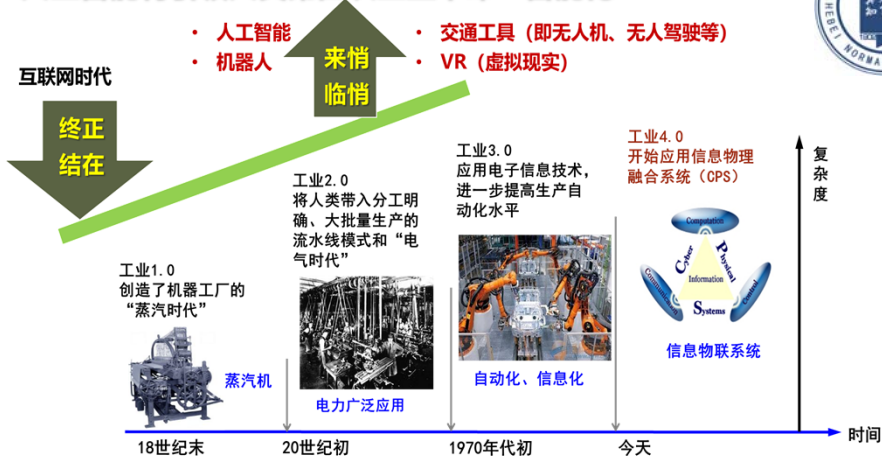 • 人工智能
• 机器人
• 交通工具（即无人机、无人驾驶等）
• VR（虚拟现实）
来悄
临悄
互联网时代
终正
结在
工业1.0
创造了机器工厂的
“蒸汽时代”
蒸汽机
工业2.0
将人类带入分工明
确、大批量生产的
流水线模式和“电
气时代”
电力广泛应用
工业3.0
应用电子信息技术，
进一步提高生产自
动化水平
自动化、信息化
工业4.0
开始应用信息物理
融合系统（CPS）
Computation
Cyber
Physical
Information
Control
Systems
信息物联系统
复杂度
18世纪末
20世纪初
1970年代初
今天
时间
HEBEI NORMA